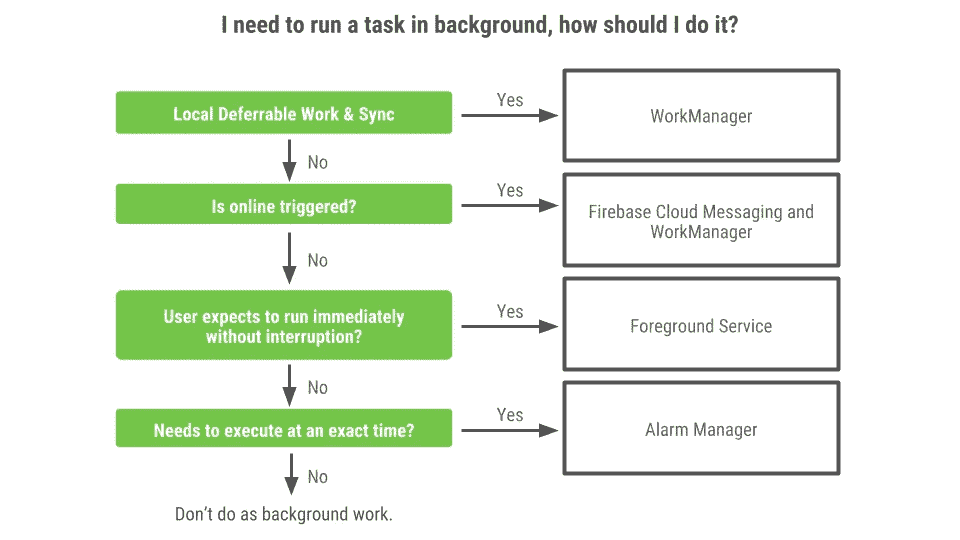 I need to run a task in background, how should I do it?
Local Deferrable Work & Sync
Yes
WorkManager
No
Is online triggered?
Yes
Firebase Cloud Messaging and
WorkManager
No
User expects to run immediately
without interruption?
Yes
Foreground Service
No
Needs to execute at an exact time?
Yes
Alarm Manager
No
Don't do as background work.